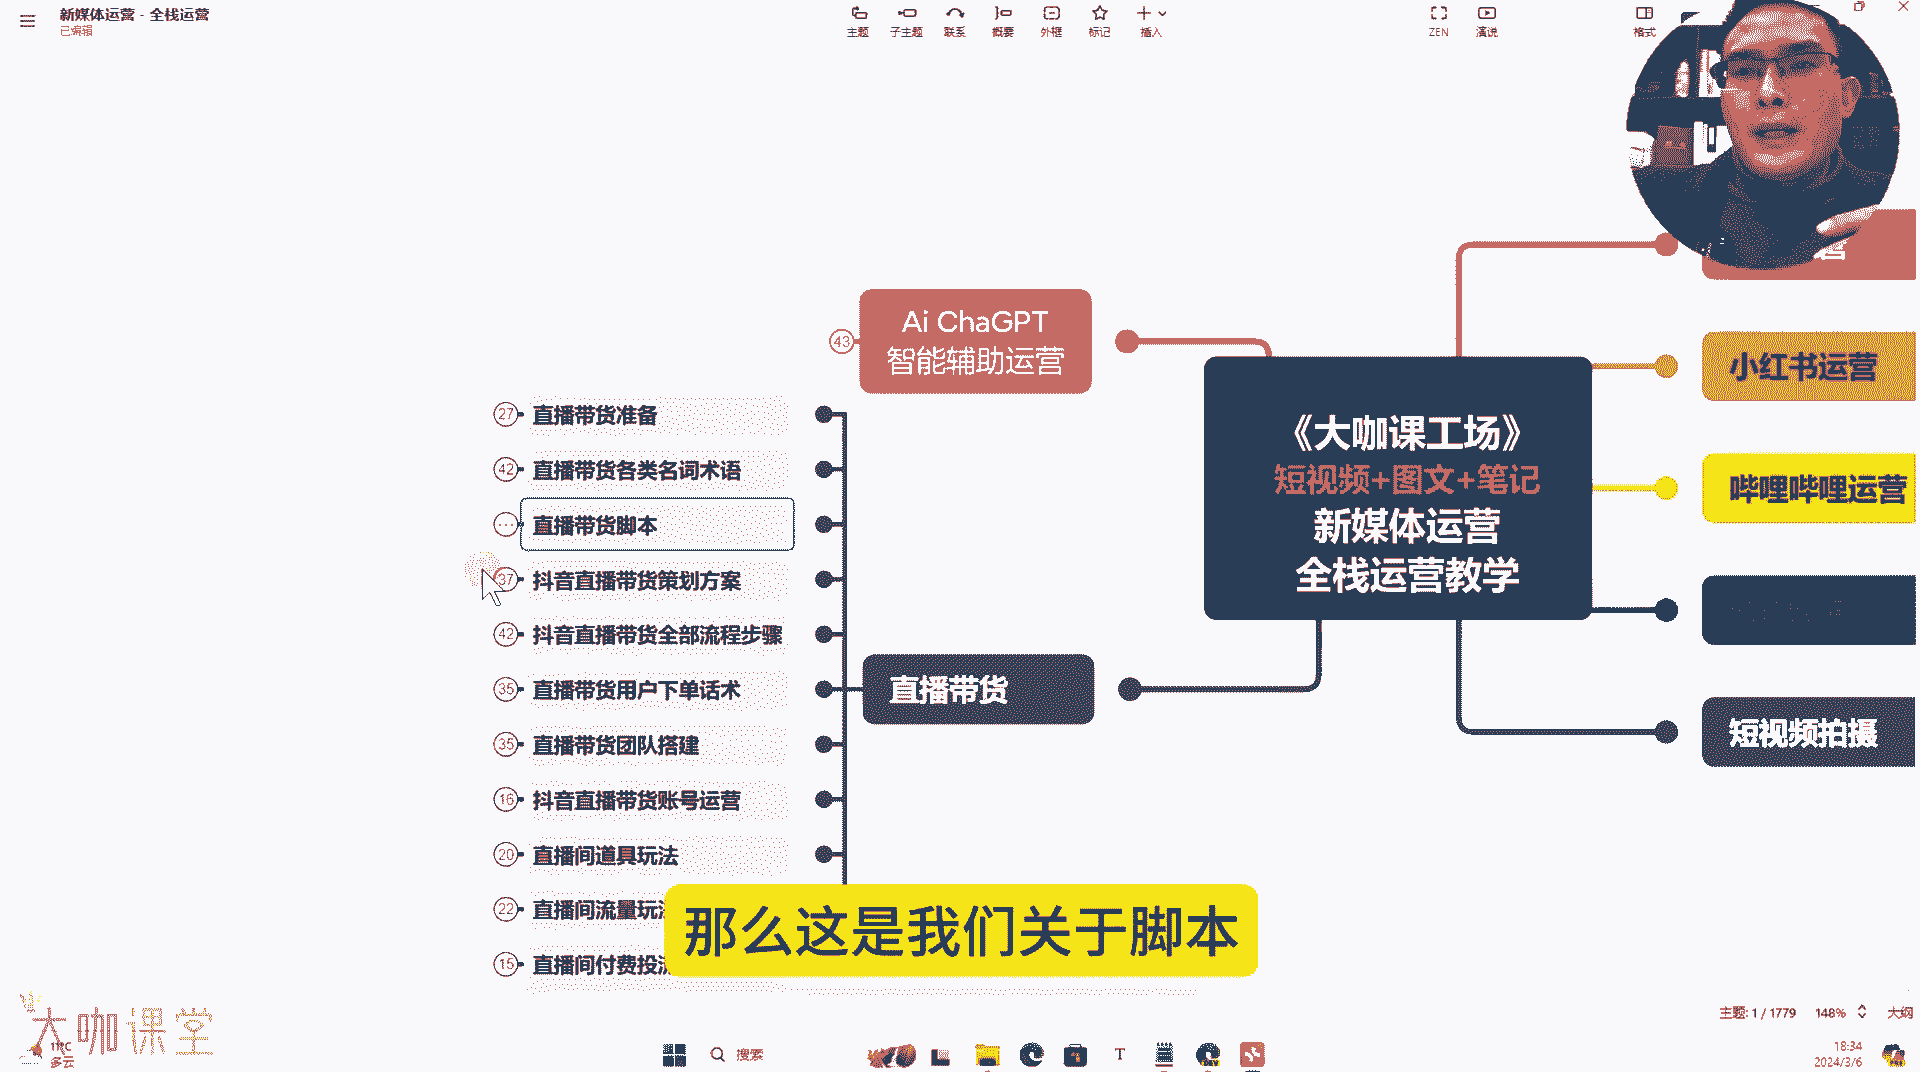 新媒体运营 - 全栈运营
已编辑
主题
子主题
联系
概要
外框
标记
插入
ZEN
演说
格式
Ai ChaGPT
智能辅助运营
43
27
直播带货准备
42
直播带货各类名词术语
直播带货脚本
37
抖音直播带货策划方案
42
抖音直播带货全部流程步骤
35
直播带货用户下单话术
35
直播带货团队搭建
16
抖音直播带货账号运营
20
直播间道具玩法
22
直播间流量玩
15
直播间付费投
直播带货
《大咖课工场》
短视频+图文+笔记
新媒体运营
全栈运营教学
小红书运营
哔哩哔哩运营
短视频拍摄
那么这是我们关于脚本
大咖课堂
11°C
多云
搜索
主题: 1 / 1779
148%
大纲
18:34
2024/3/6